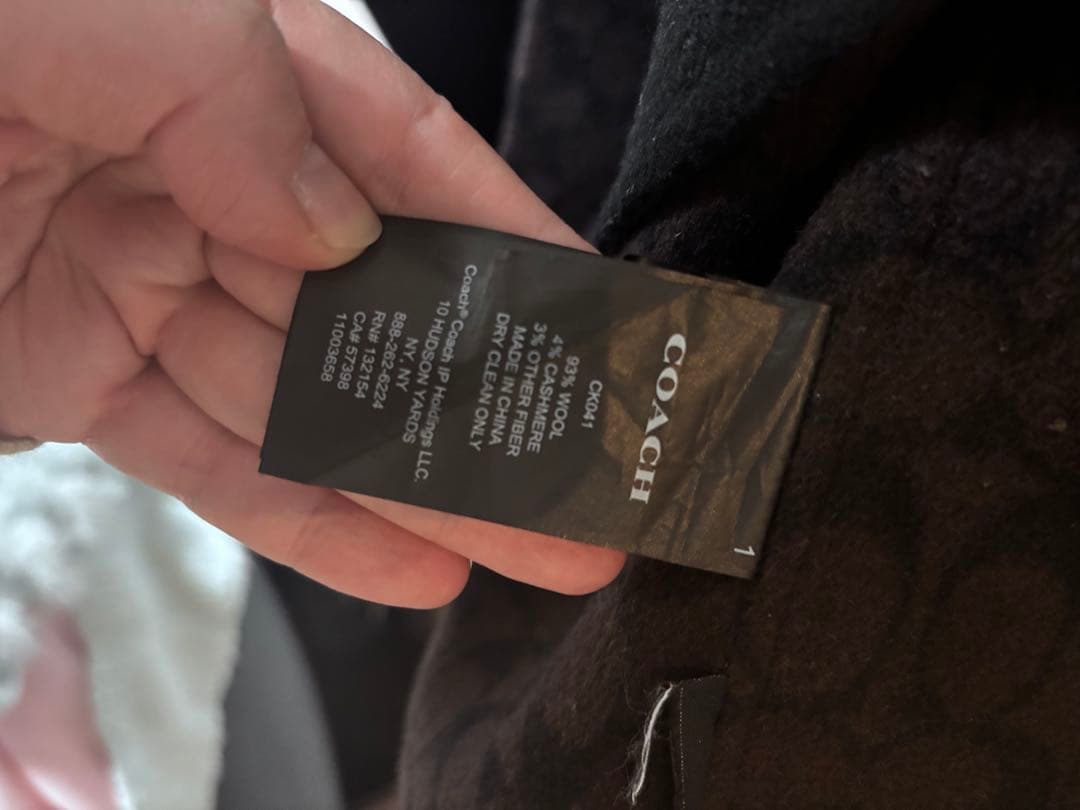 1
COACH
CK041
93% WOOL
4% CASHMERE
3% OTHER FIBER
MADE IN CHINA
DRY CLEAN ONLY
Coach® Coach IP Holdings LLC.
10 HUDSON YARDS
NY, NY
888-262-6224
RN# 132154
CA# 57398
11003658